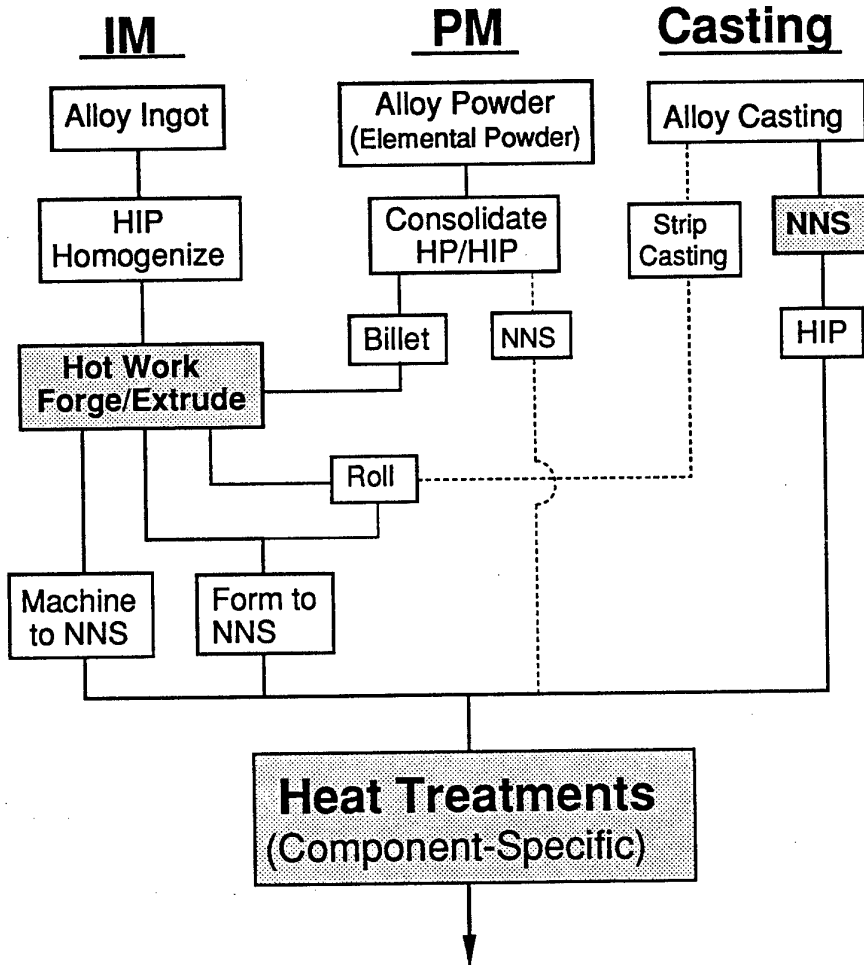 IM
PM
Casting
Alloy Ingot
Alloy Powder
(Elemental Powder)
Alloy Casting
HIP
Homogenize
Consolidate
HP/HIP
Strip
Casting
NNS
Billet
NNS
HIP
Hot Work
Forge/Extrude
Roll
Machine
to NNS
Form to
NNS
Heat Treatments
(Component-Specific)